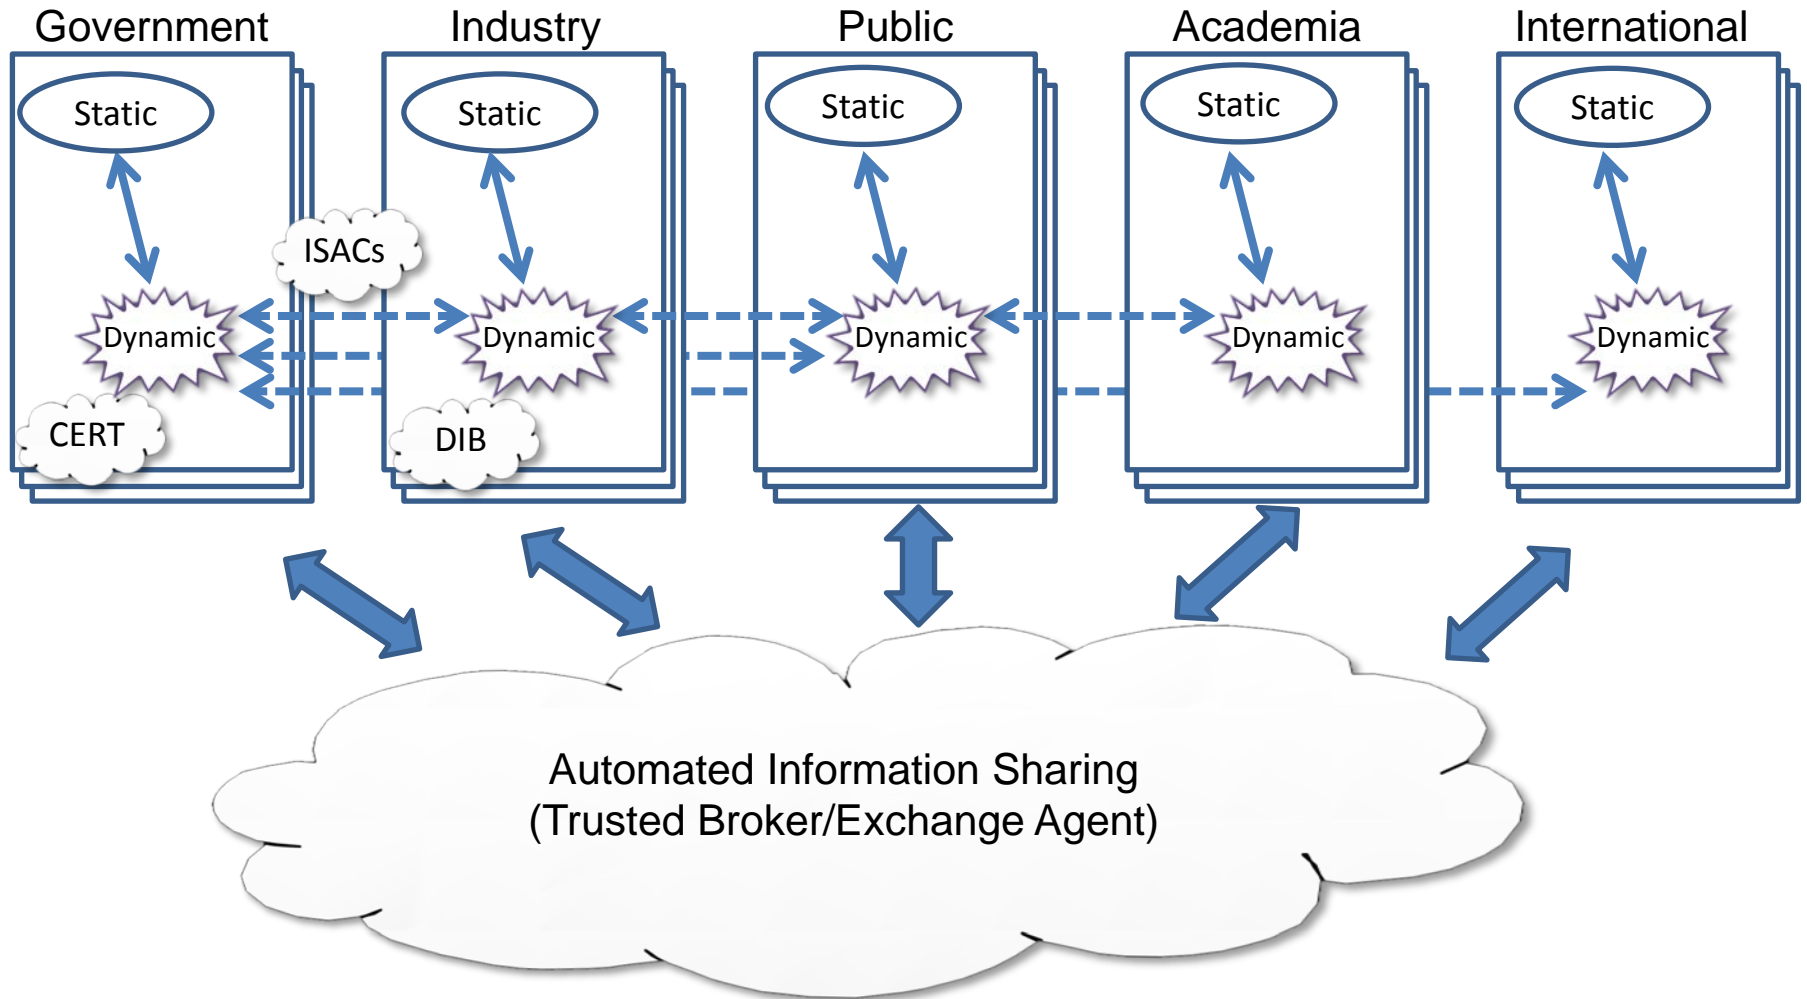 Government
Industry
Public
Academia
International
Static
Static
Static
Static
Static
ISACs
Dynamic
Dynamic
Dynamic
Dynamic
Dynamic
CERT
DIB
Automated Information Sharing
(Trusted Broker/Exchange Agent)